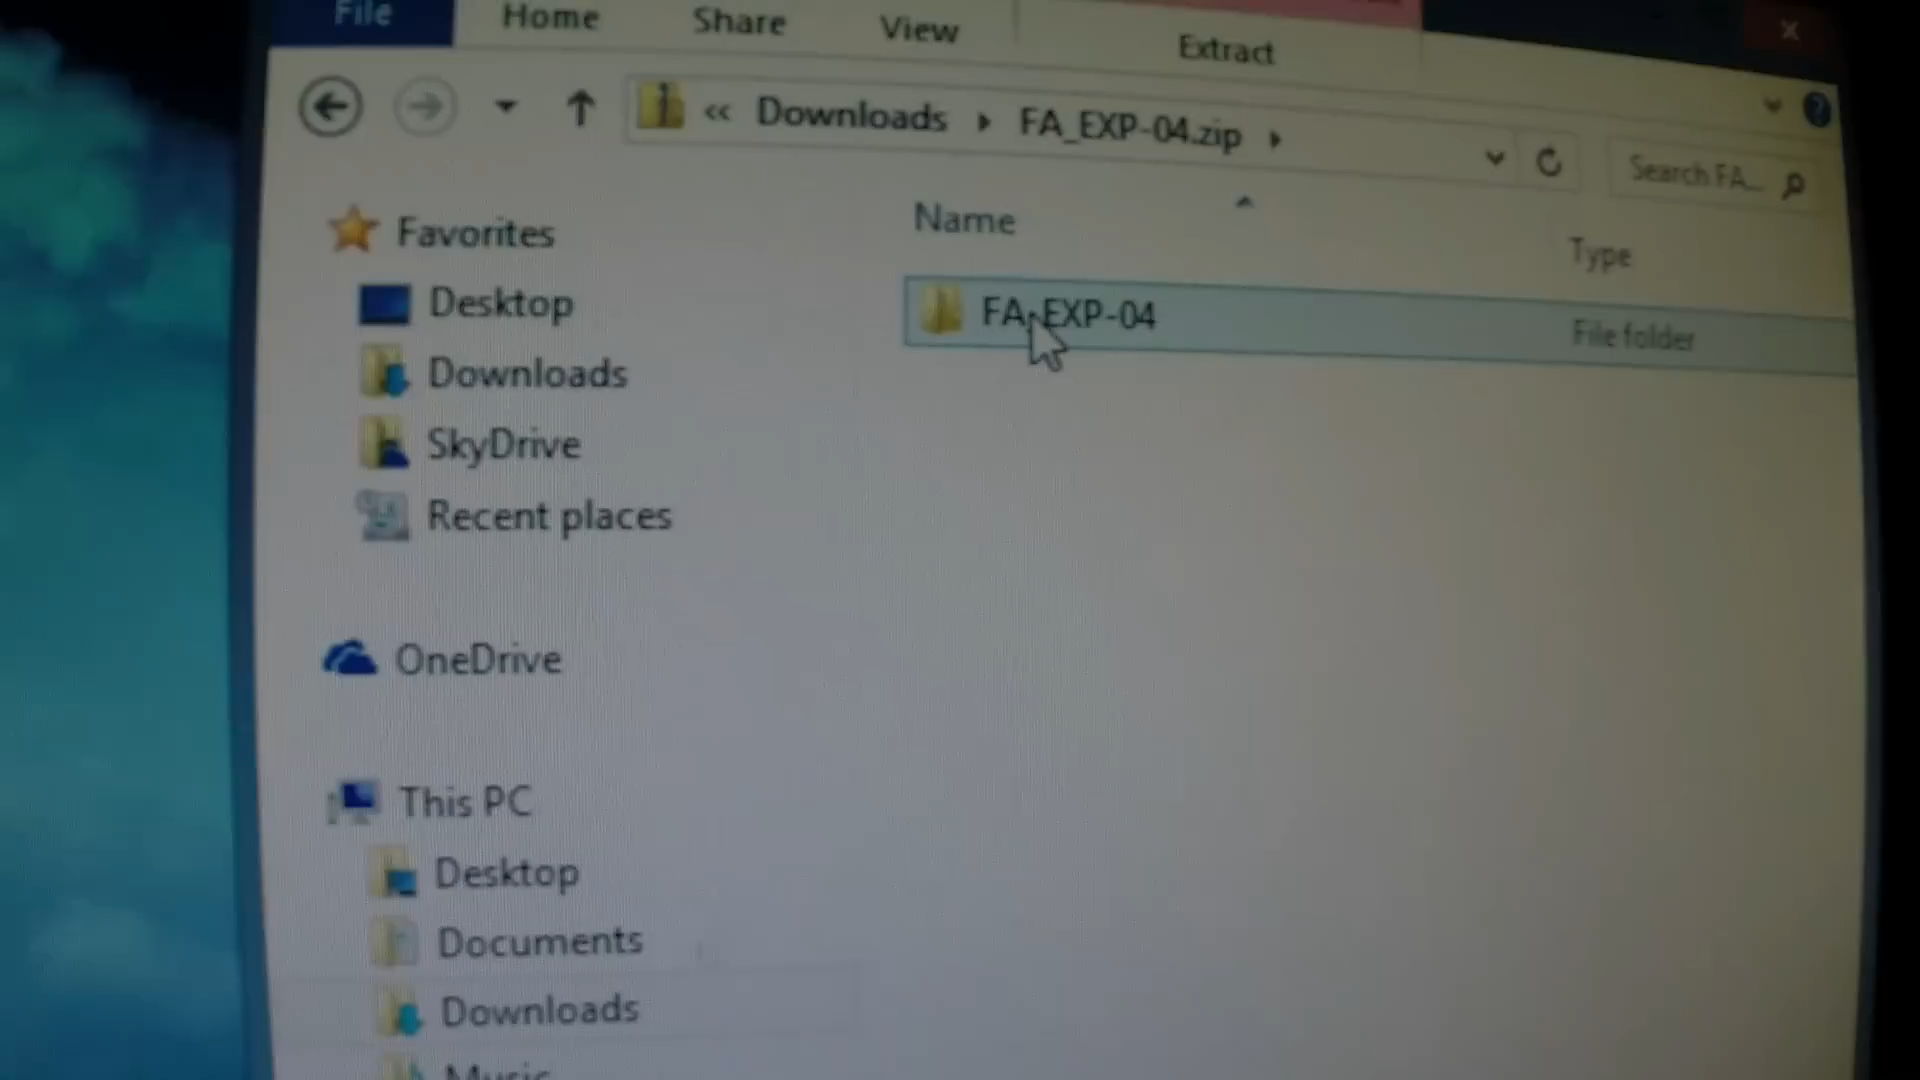 File Home Share View Extract
« Downloads FA_EXP-04.zip Search FA...
Name Type
FA_EXP-04 File folder
Favorites
Desktop
Downloads
SkyDrive
Recent places
OneDrive
This PC
Desktop
Documents
Downloads
Music